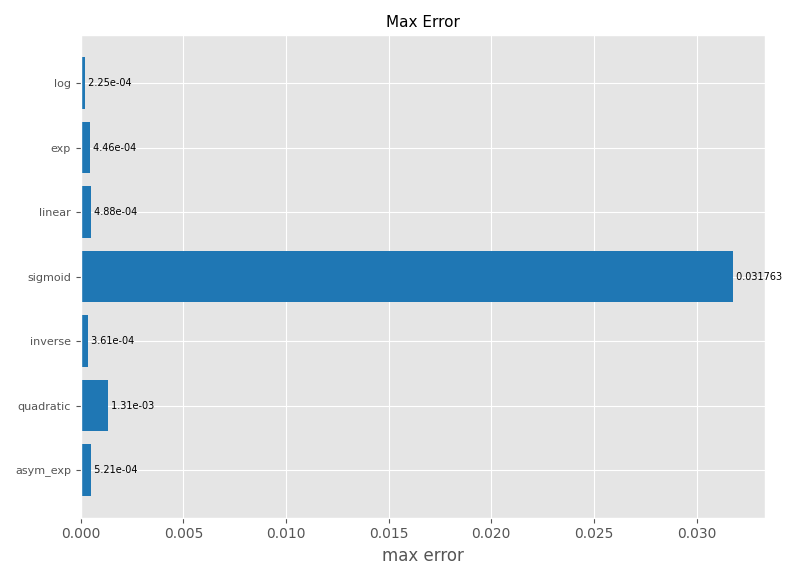 Max Error
log
2.25e-04
exp
4.46e-04
linear
4.88e-04
sigmoid
0.031763
inverse
3.61e-04
quadratic
1.31e-03
asym_exp
5.21e-04
0.000 0.005 0.010 0.015 0.020 0.025 0.030
max error